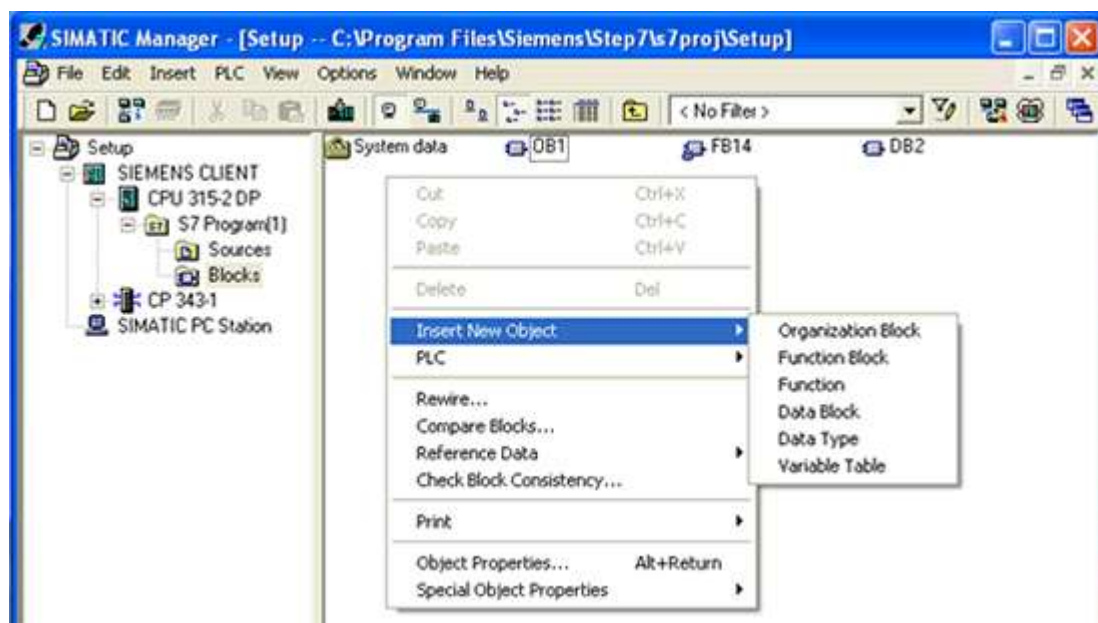 SIMATIC Manager - [Setup -- C:\Program Files\Siemens\Step7\s7proj\Setup]
File Edit Insert PLC View Options Window Help
< No Filter >
Setup
SIEMENS CLIENT
CPU 315-2 DP
S7 Program(1)
Sources
Blocks
CP 343-1
SIMATIC PC Station
System data OB1 FB14 DB2
Cut Ctrl+X
Copy Ctrl+C
Paste Ctrl+V
Delete Del
Insert New Object
PLC
Rewire...
Compare Blocks...
Reference Data
Check Block Consistency...
Print
Object Properties... Alt+Return
Special Object Properties
Organization Block
Function Block
Function
Data Block
Data Type
Variable Table